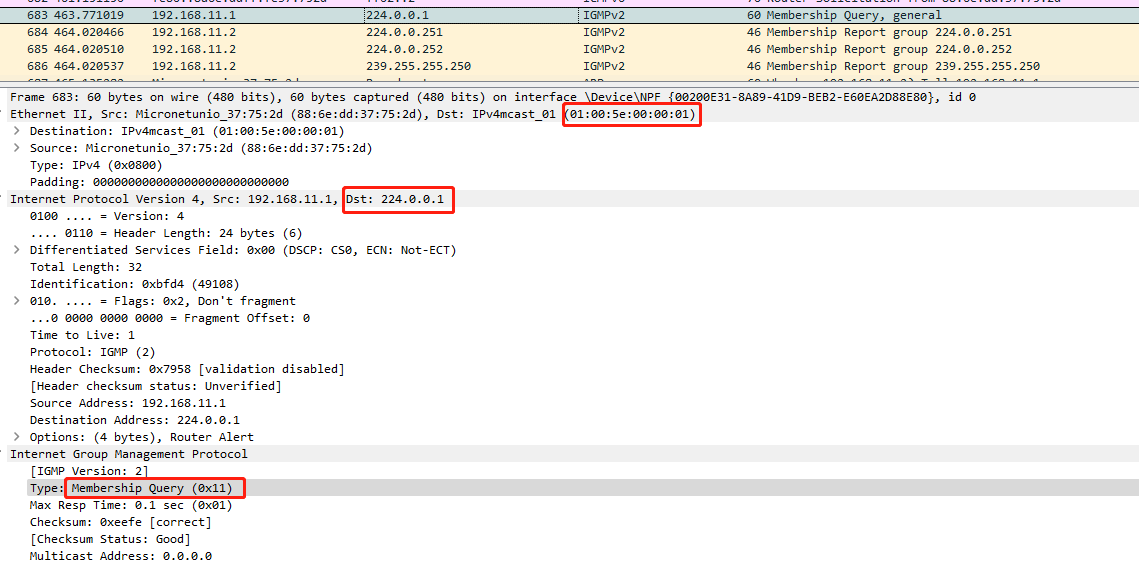 683 463.771019 192.168.11.1 224.0.0.1 IGMPv2 60 Membership Query, general
684 464.020466 192.168.11.2 224.0.0.251 IGMPv2 46 Membership Report group 224.0.0.251
685 464.020510 192.168.11.2 224.0.0.252 IGMPv2 46 Membership Report group 224.0.0.252
686 464.020537 192.168.11.2 239.255.255.250 IGMPv2 46 Membership Report group 239.255.255.250
Frame 683: 60 bytes on wire (480 bits), 60 bytes captured (480 bits) on interface \Device\NPF_{00200E31-8A89-41D9-BEB2-E60EA2D88E80}, id 0
Ethernet II, Src: Micronetunio_37:75:2d (88:6e:dd:37:75:2d), Dst: IPv4mcast_01 (01:00:5e:00:00:01)
Destination: IPv4mcast_01 (01:00:5e:00:00:01)
Source: Micronetunio_37:75:2d (88:6e:dd:37:75:2d)
Type: IPv4 (0x0800)
Padding: 0000000000000000000000000000
Internet Protocol Version 4, Src: 192.168.11.1, Dst: 224.0.0.1
0100 .... = Version: 4
.... 0110 = Header Length: 24 bytes (6)
Differentiated Services Field: 0x00 (DSCP: CS0, ECN: Not-ECT)
Total Length: 32
Identification: 0xbfd4 (49108)
010. .... = Flags: 0x2, Don't fragment
...0 0000 0000 0000 = Fragment Offset: 0
Time to Live: 1
Protocol: IGMP (2)
Header Checksum: 0x7958 [validation disabled]
[Header checksum status: Unverified]
Source Address: 192.168.11.1
Destination Address: 224.0.0.1
Options: (4 bytes), Router Alert
Internet Group Management Protocol
[IGMP Version: 2]
Type: Membership Query (0x11)
Max Resp Time: 0.1 sec (0x01)
Checksum: 0xeefe [correct]
[Checksum Status: Good]
Multicast Address: 0.0.0.0